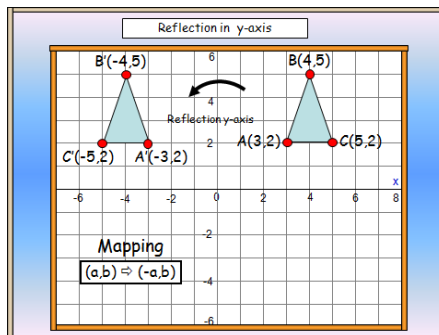 Reflection in y-axis
B'(-4,5)
6
B(4,5)
4
Reflection y-axis
A(3,2)
2
C(5,2)
C'(-5,2)
A'(-3,2)
x
-6
-4
-2
0
2
4
6
8
-2
Mapping
(a,b) ⇨ (-a,b)
-4
-6